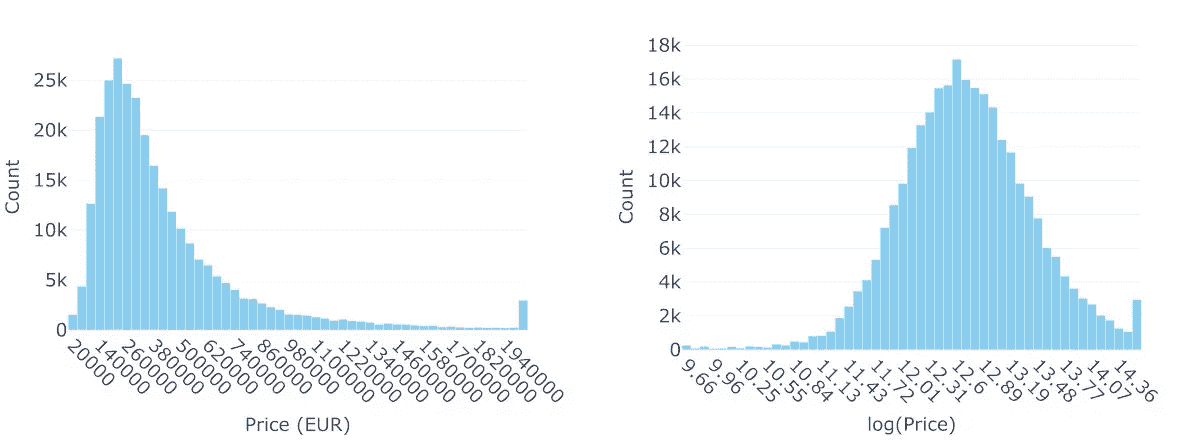 25k
20k
15k
10k
5k
0
Count
20000
140000
260000
380000
500000
620000
740000
860000
980000
1100000
1220000
1340000
1460000
1580000
1700000
1820000
1940000
Price (EUR)
18k
16k
14k
12k
10k
8k
6k
4k
2k
0
Count
9.66
9.96
10.25
10.55
10.84
11.13
11.43
11.72
12.01
12.31
12.6
12.89
13.19
13.48
13.77
14.07
14.36
log(Price)